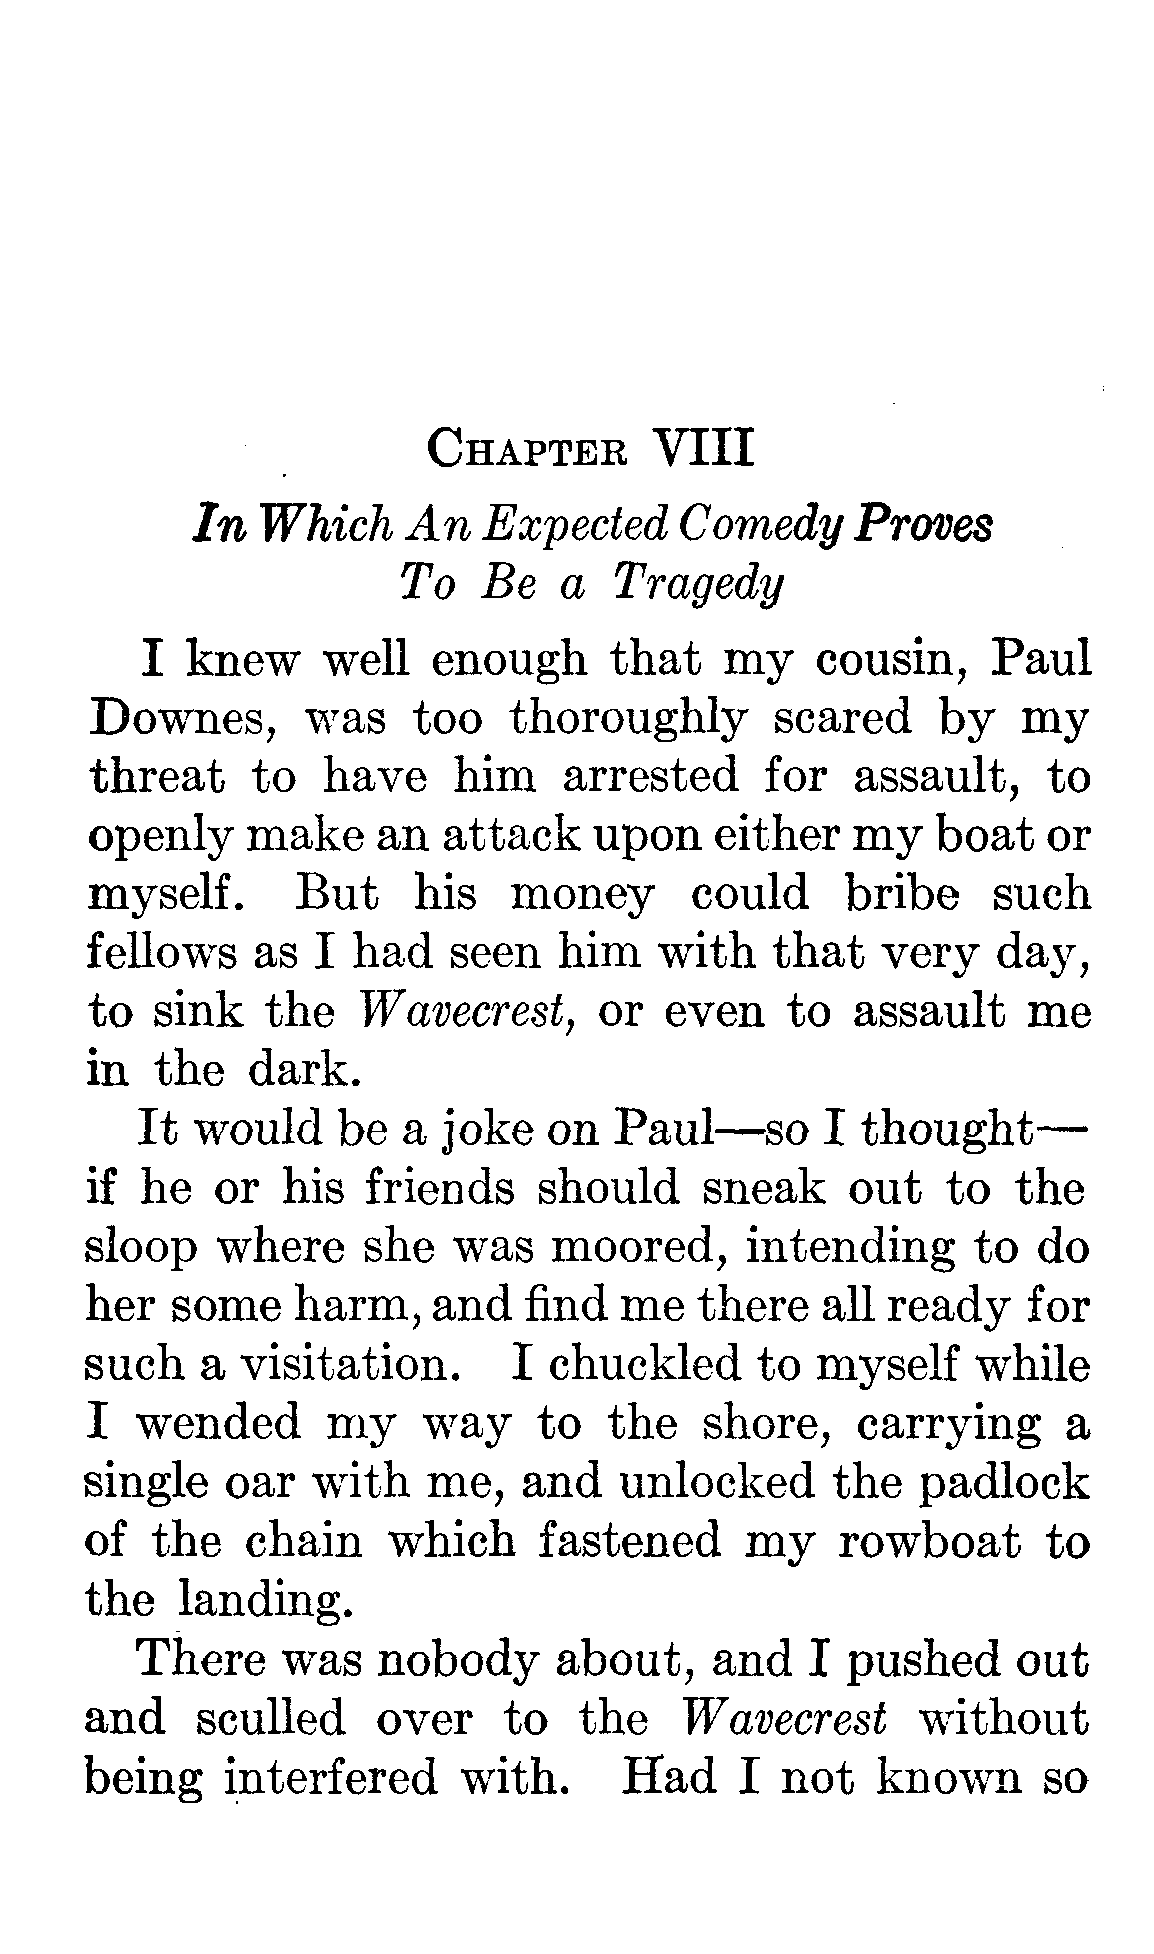 Chapter VIII
In Which An Expected Comedy Proves
To Be a Tragedy
I knew well enough that my cousin, Paul
Downes, was too thoroughly scared by my
threat to have him arrested for assault, to
openly make an attack upon either my boat or
myself. But his money could bribe such
fellows as I had seen him with that very day,
to sink the Wavecrest, or even to assault me
in the dark.
It would be a joke on Paul—so I thought—
if he or his friends should sneak out to the
sloop where she was moored, intending to do
her some harm, and find me there all ready for
such a visitation. I chuckled to myself while
I wended my way to the shore, carrying a
single oar with me, and unlocked the padlock
of the chain which fastened my rowboat to
the landing.
There was nobody about, and I pushed out
and sculled over to the Wavecrest without
being interfered with. Had I not known so